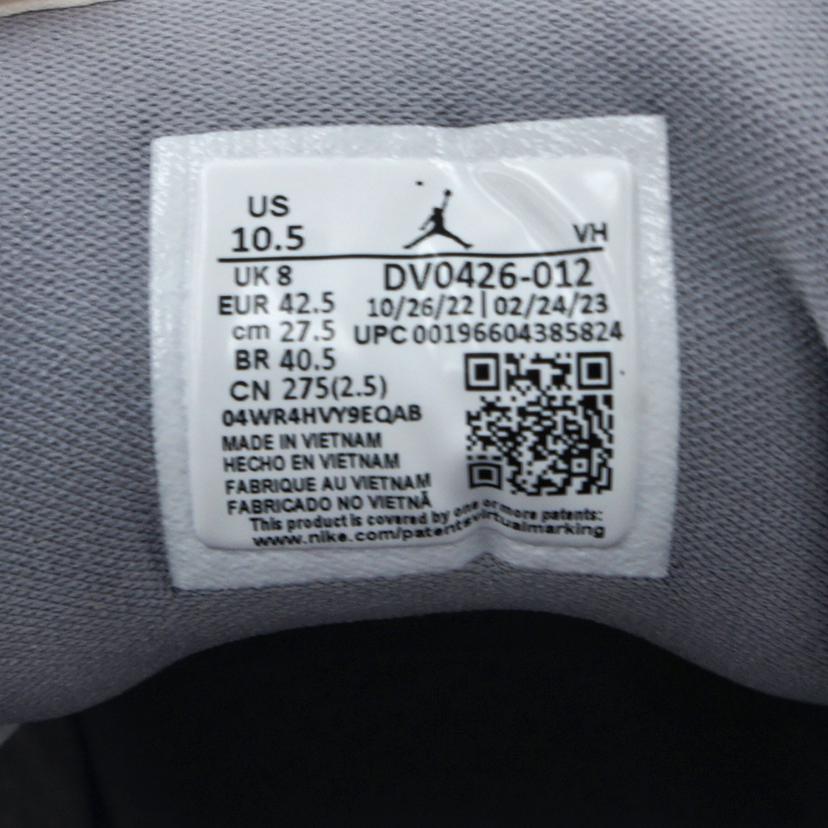 US
10.5
VH
UK 8
DV0426-012
EUR 42.5
10/26/22 | 02/24/23
cm 27.5
UPC 00196604385824
BR 40.5
CN 275(2.5)
04WR4HVY9EQAB
MADE IN VIETNAM
HECHO EN VIETNAM
FABRIQUE AU VIETNAM
FABRICADO NO VIETNÃ
This product is covered by one or more patents:
www.nike.com/patentsvirtualmarking